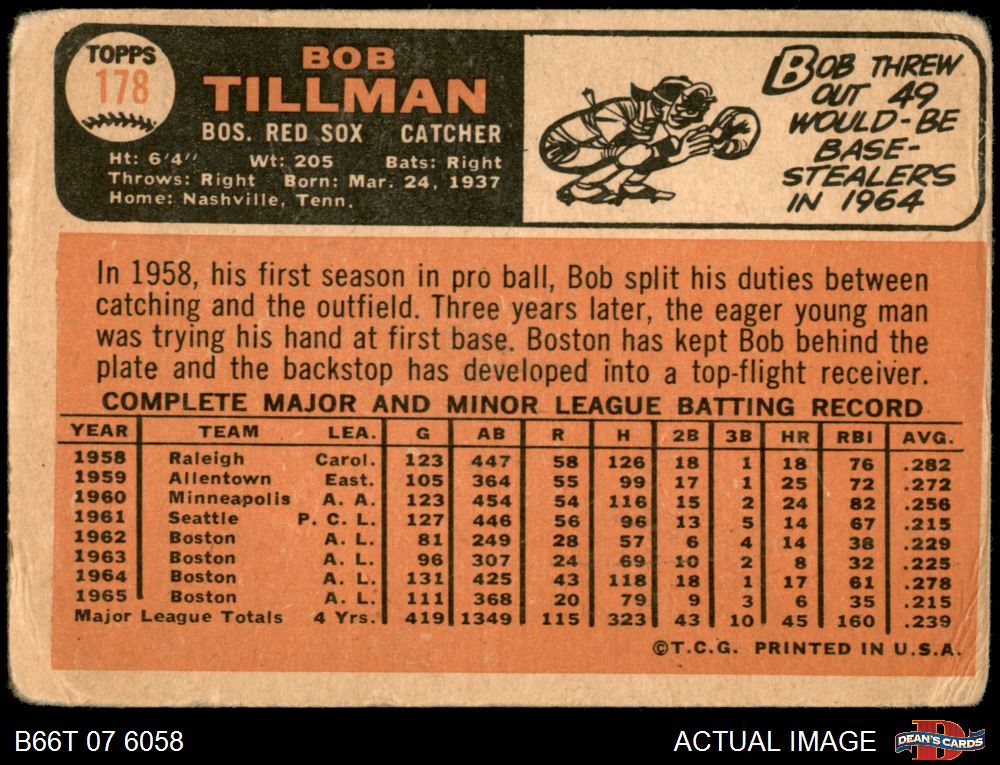 TOPPS
178
BOB
TILLMAN
BOS. RED SOX CATCHER
Ht: 6'4" Wt: 205 Bats: Right
Throws: Right Born: Mar. 24, 1937
Home: Nashville, Tenn.
BOB THREW
OUT 49
WOULD-BE
BASE-
STEALERS
IN 1964
In 1958, his first season in pro ball, Bob split his duties between
catching and the outfield. Three years later, the eager young man
was trying his hand at first base. Boston has kept Bob behind the
plate and the backstop has developed into a top-flight receiver.
COMPLETE MAJOR AND MINOR LEAGUE BATTING RECORD
YEAR TEAM LEA. G AB R H 2B 3B HR RBI AVG.
1958 Raleigh Carol. 123 447 58 126 18 1 18 76 .282
1959 Allentown East. 105 364 55 99 17 1 25 72 .272
1960 Minneapolis A. A. 123 454 54 116 15 2 24 82 .256
1961 Seattle P. C. L. 127 446 56 96 13 5 14 67 .215
1962 Boston A. L. 81 249 28 57 6 4 14 38 .229
1963 Boston A. L. 96 307 24 69 10 2 8 32 .225
1964 Boston A. L. 131 425 43 118 18 1 17 61 .278
1965 Boston A. L. 111 368 20 79 9 3 6 35 .215
Major League Totals 4 Yrs. 419 1349 115 323 43 10 45 160 .239
©T.C.G. PRINTED IN U.S.A.
B66T 07 6058
ACTUAL IMAGE
DEAN'S CARDS